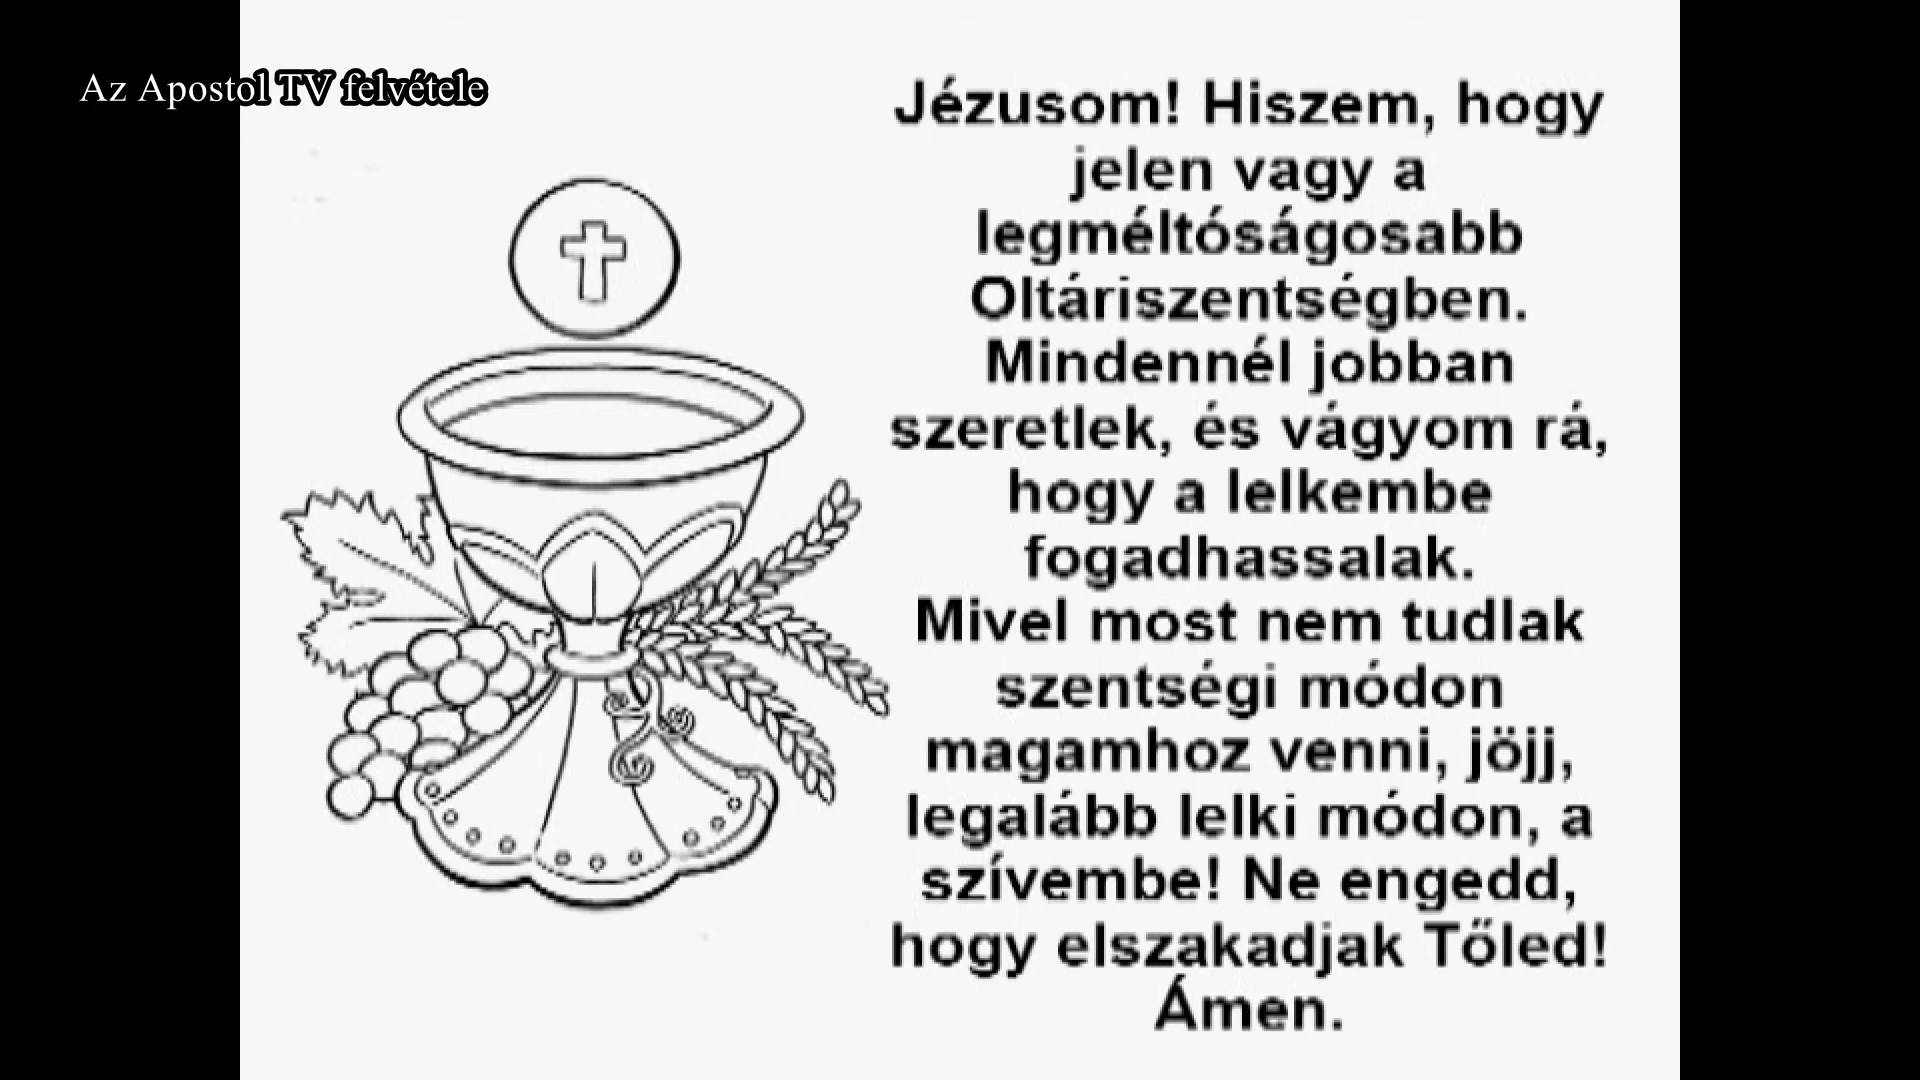 Az Apostol TV felvétele
Jézusom! Hiszem, hogy
jelen vagy a
legméltóságosabb
Oltáriszentségben.
Mindennél jobban
szeretlek, és vágyom rá,
hogy a lelkembe
fogadhassalak.
Mivel most nem tudlak
szentségi módon
magamhoz venni, jöjj,
legalább lelki módon, a
szívembe! Ne engedd,
hogy elszakadjak Tőled!
Ámen.